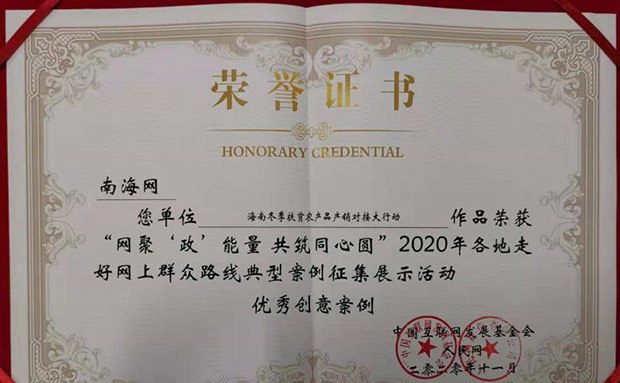 荣誉证书
HONORARY CREDENTIAL
南海网
您单位 海南冬季扶贫农产品产销对接大行动 作品荣获
“网聚‘政’能量 共筑同心圆”2020年各地走
好网上群众路线典型案例征集展示活动
优秀创意案例
中国互联网发展基金会
人民网
二〇二〇年十一月